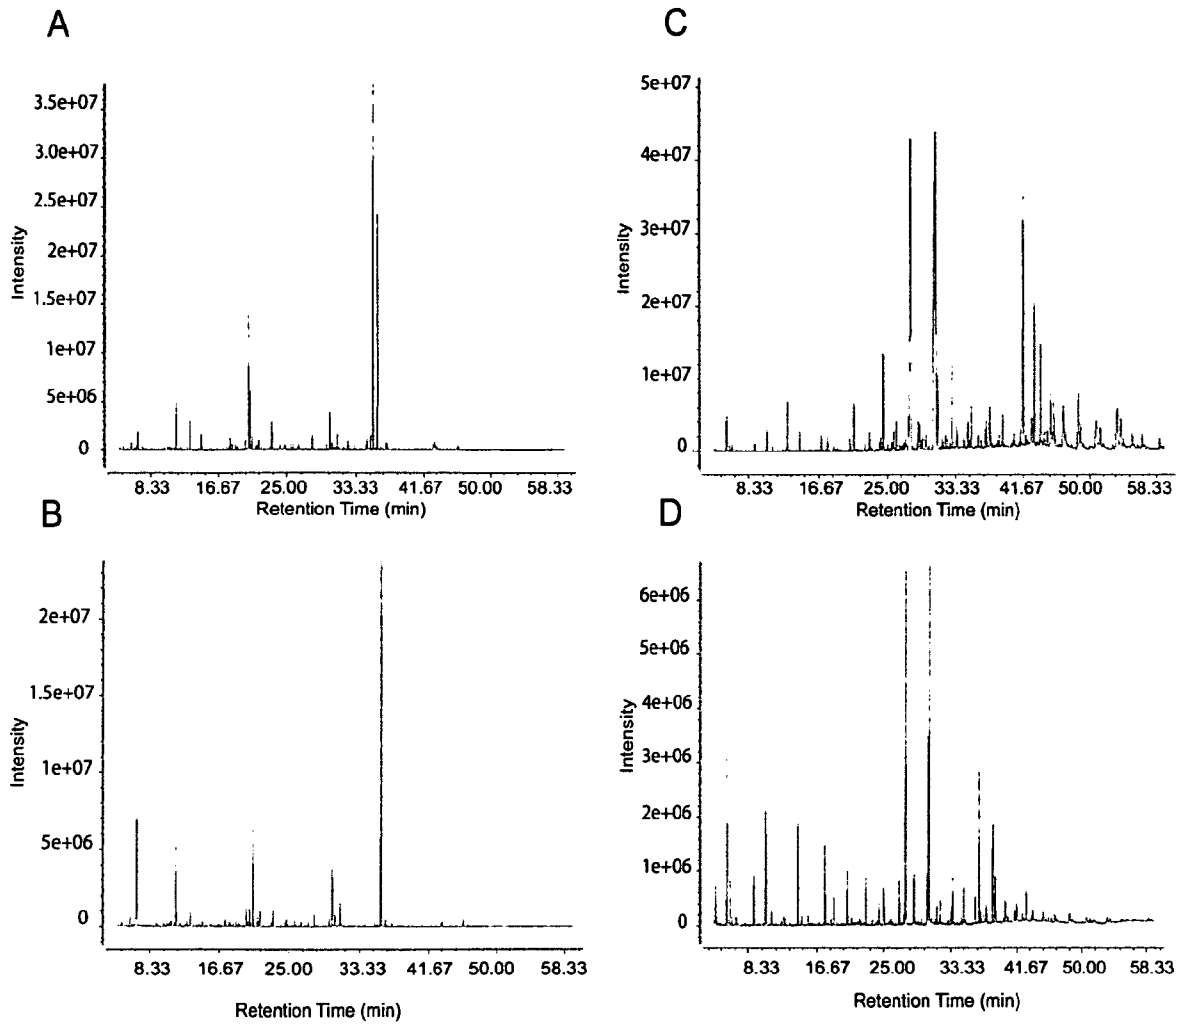 A
3.5e+07
3.0e+07
2.5e+07
2e+07
1.5e+07
1e+07
5e+06
0
Intensity
8.33 16.67 25.00 33.33 41.67 50.00 58.33
Retention Time (min)
B
2e+07
1.5e+07
1e+07
5e+06
0
Intensity
8.33 16.67 25.00 33.33 41.67 50.00 58.33
Retention Time (min)
C
5e+07
4e+07
3e+07
2e+07
1e+07
0
Intensity
8.33 16.67 25.00 33.33 41.67 50.00 58.33
Retention Time (min)
D
6e+06
5e+06
4e+06
3e+06
2e+06
1e+06
0
Intensity
8.33 16.67 25.00 33.33 41.67 50.00 58.33
Retention Time (min)